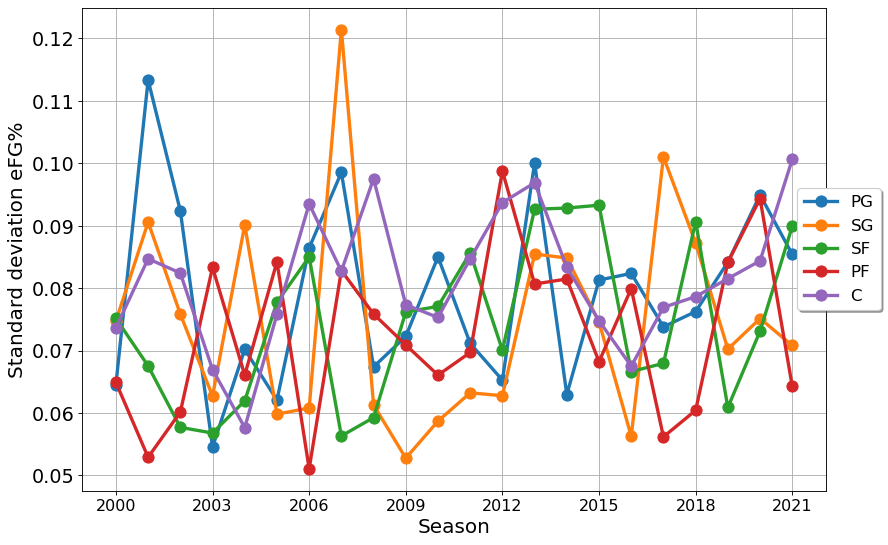 Standard deviation eFG%
0.12
0.11
0.10
0.09
0.08
0.07
0.06
0.05
2000 2003 2006 2009 2012 2015 2018 2021
Season
PG
SG
SF
PF
C